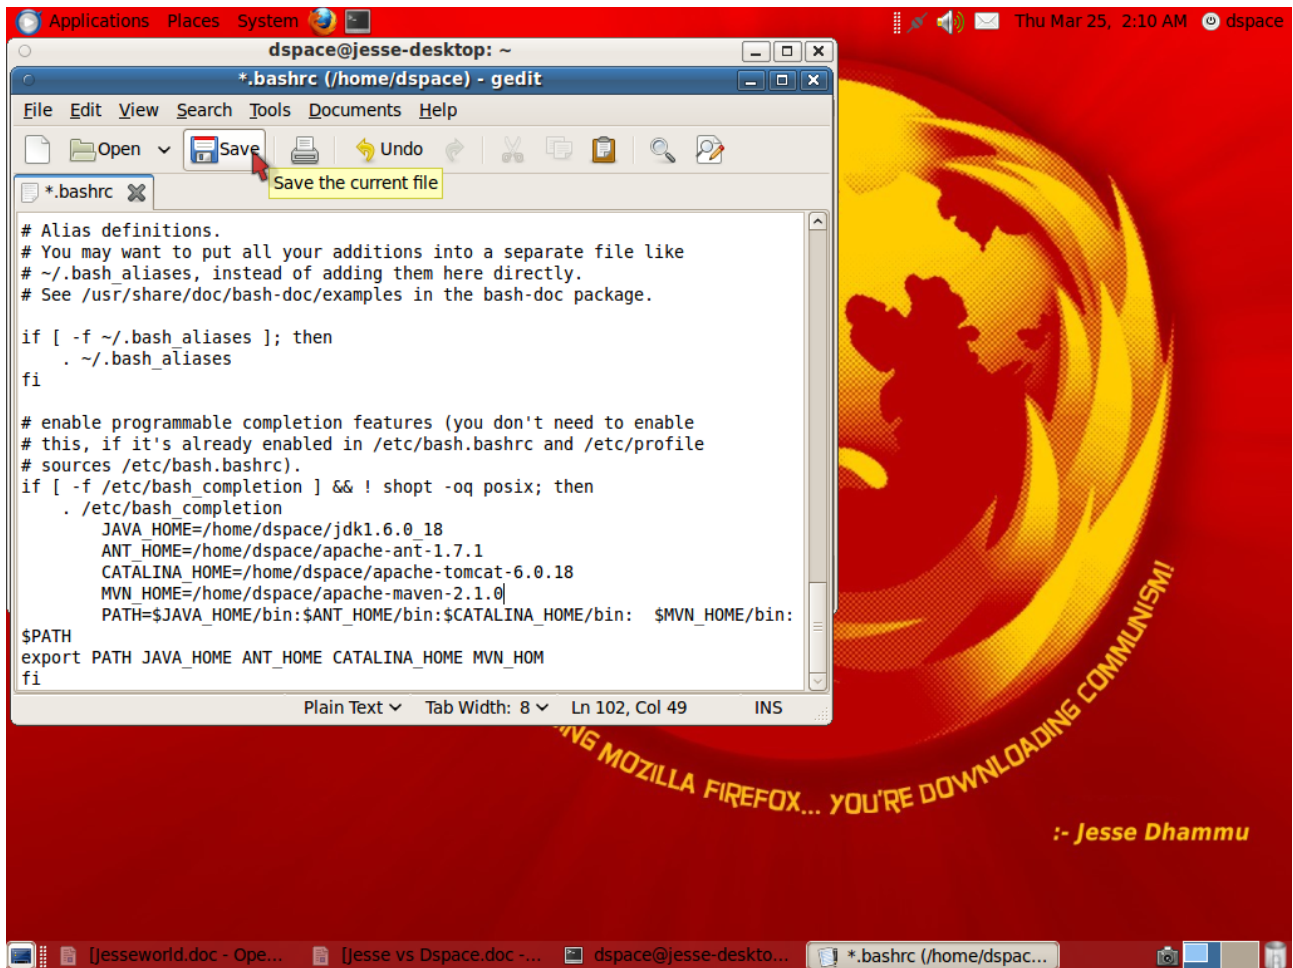 Applications Places System Thu Mar 25, 2:10 AM dspace
dspace@jesse-desktop: ~
*.bashrc (/home/dspace) - gedit
File Edit View Search Tools Documents Help
Open Save Undo
Save the current file
*.bashrc
# Alias definitions.
# You may want to put all your additions into a separate file like
# ~/.bash_aliases, instead of adding them here directly.
# See /usr/share/doc/bash-doc/examples in the bash-doc package.
if [ -f ~/.bash_aliases ]; then
. ~/.bash_aliases
fi
# enable programmable completion features (you don't need to enable
# this, if it's already enabled in /etc/bash.bashrc and /etc/profile
# sources /etc/bash.bashrc).
if [ -f /etc/bash_completion ] && ! shopt -oq posix; then
. /etc/bash_completion
JAVA_HOME=/home/dspace/jdk1.6.0_18
ANT_HOME=/home/dspace/apache-ant-1.7.1
CATALINA_HOME=/home/dspace/apache-tomcat-6.0.18
MVN_HOME=/home/dspace/apache-maven-2.1.0
PATH=$JAVA_HOME/bin:$ANT_HOME/bin:$CATALINA_HOME/bin: $MVN_HOME/bin:
$PATH
export PATH JAVA_HOME ANT_HOME CATALINA_HOME MVN_HOM
fi
Plain Text Tab Width: 8 Ln 102, Col 49 INS
MOZILLA FIREFOX... YOU'RE DOWNLOADING COMMUNISM!
:- Jesse Dhammu
[Jesseworld.doc - Ope... [Jesse vs Dspace.doc -... dspace@jesse-deskto... *.bashrc (/home/dspac...